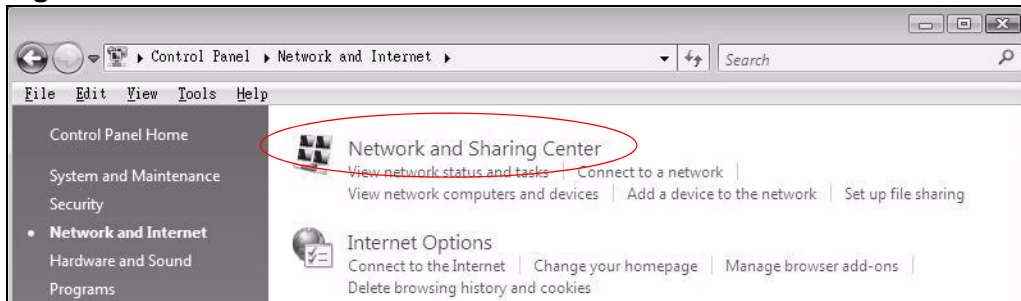 Control Panel Network and Internet Search
File Edit View Tools Help
Control Panel Home
System and Maintenance
Security
• Network and Internet
Hardware and Sound
Programs
Network and Sharing Center
View network status and tasks | Connect to a network |
View network computers and devices | Add a device to the network | Set up file sharing
Internet Options
Connect to the Internet | Change your homepage | Manage browser add-ons |
Delete browsing history and cookies